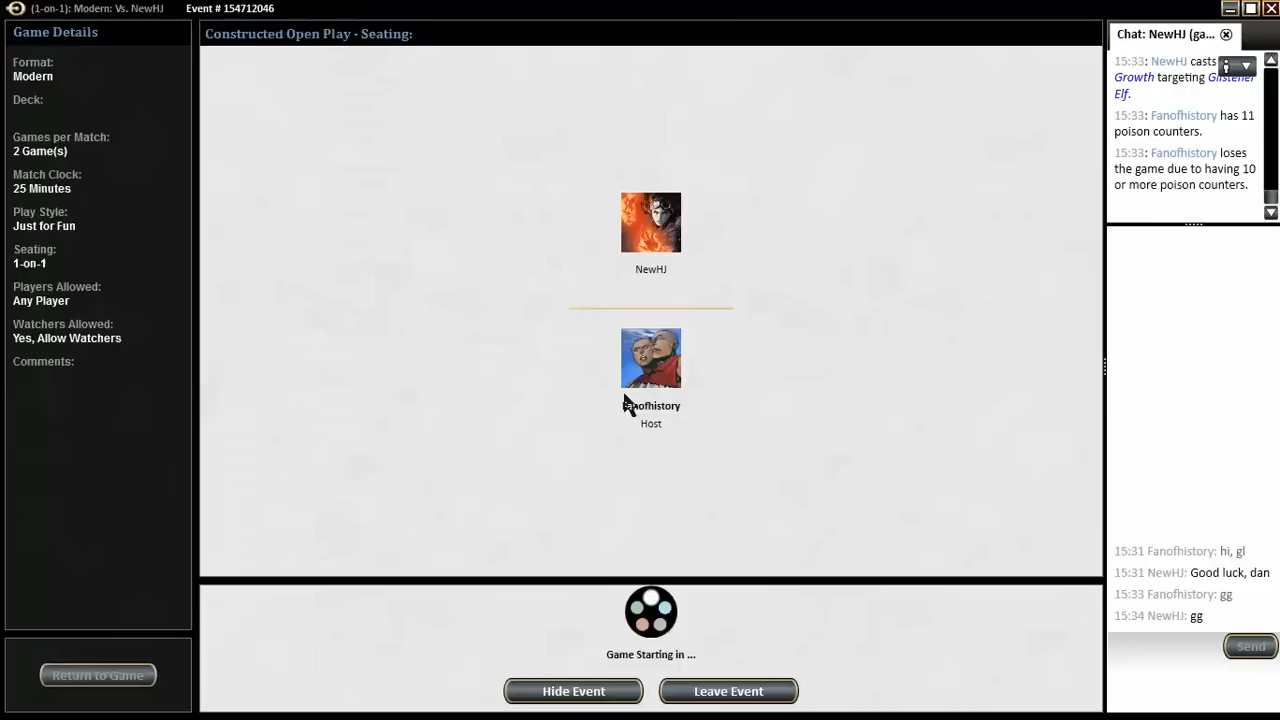 (1-on-1): Modern: Vs. NewHJ
Event # 154712046
Game Details
Format:
Modern
Deck:
Games per Match:
2 Game(s)
Match Clock:
25 Minutes
Play Style:
Just for Fun
Seating:
1-on-1
Players Allowed:
Any Player
Watchers Allowed:
Yes, Allow Watchers
Comments:
Return to Game
Constructed Open Play - Seating:
NewHJ
Fanofhistory
Host
Game Starting in ...
Hide Event
Leave Event
Chat: NewHJ (ga...
15:33: NewHJ casts
Growth targeting Glistener
Elf.
15:33: Fanofhistory has 11
poison counters.
15:33: Fanofhistory loses
the game due to having 10
or more poison counters.
15:31 Fanofhistory: hi, gl
15:31 NewHJ: Good luck, dan
15:33 Fanofhistory: gg
15:34 NewHJ: gg
Send